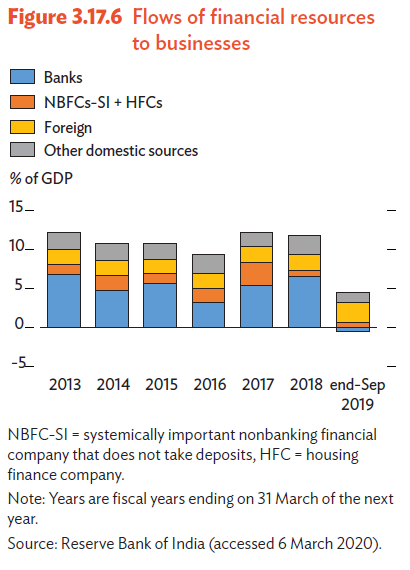 Figure 3.17.6 Flows of financial resources
to businesses
Banks
NBFCs-SI + HFCs
Foreign
Other domestic sources
% of GDP
15
10
5
0
-5
2013 2014 2015 2016 2017 2018 end-Sep
2019
NBFC-SI = systemically important nonbanking financial
company that does not take deposits, HFC = housing
finance company.
Note: Years are fiscal years ending on 31 March of the next
year.
Source: Reserve Bank of India (accessed 6 March 2020).